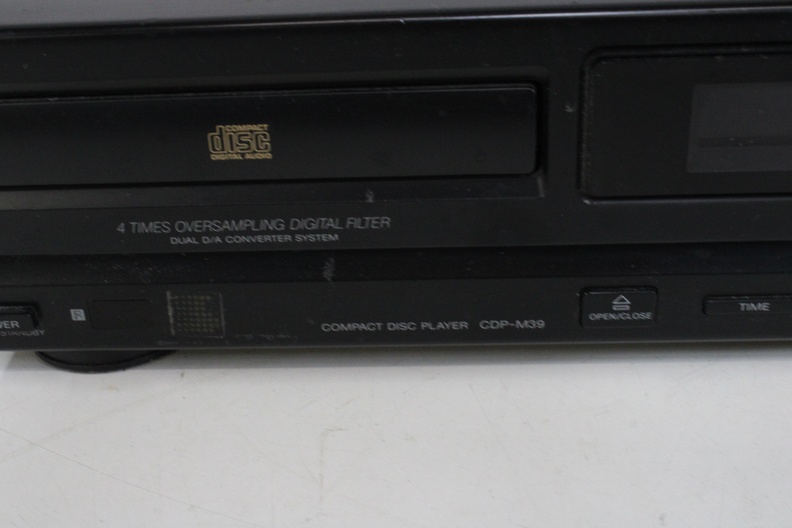 COMPACT
disc
DIGITAL AUDIO
4 TIMES OVERSAMPLING DIGITAL FILTER
DUAL D/A CONVERTER SYSTEM
R
COMPACT DISC PLAYER CDP-M39
OPEN/CLOSE
TIME